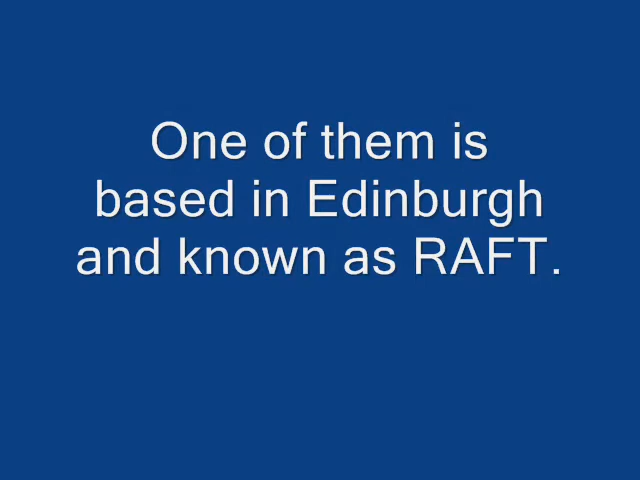 One of them is
based in Edinburgh
and known as RAFT.